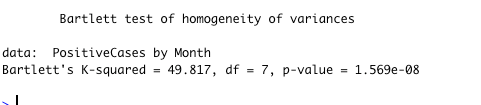 Bartlett test of homogeneity of variances
data:  PositiveCases by Month
Bartlett's K-squared = 49.817, df = 7, p-value = 1.569e-08
>